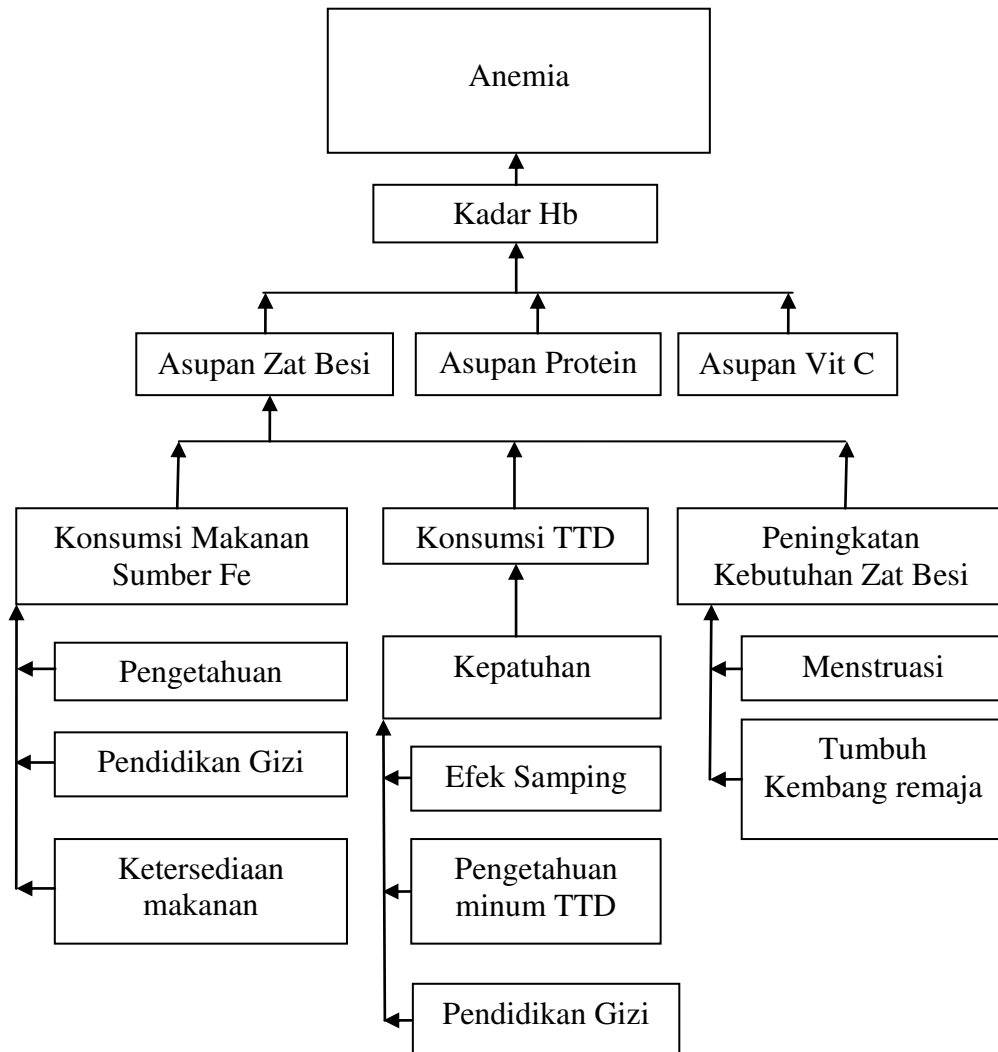 Anemia
Kadar Hb
Asupan Zat Besi
Asupan Protein
Asupan Vit C
Konsumsi Makanan
Sumber Fe
Konsumsi TTD
Peningkatan
Kebutuhan Zat Besi
Pengetahuan
Pendidikan Gizi
Ketersediaan
makanan
Kepatuhan
Efek Samping
Pengetahuan
minum TTD
Pendidikan Gizi
Menstruasi
Tumbuh
Kembang remaja